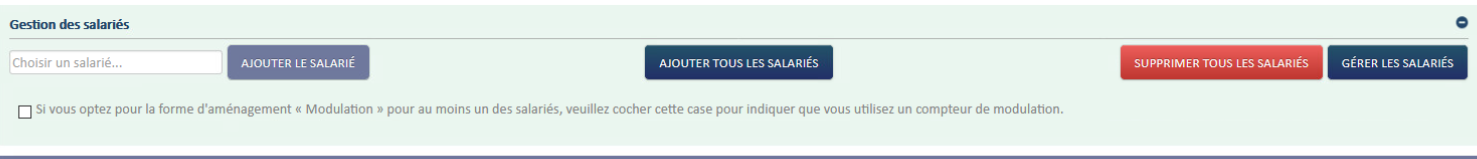 Gestion des salariés
Choisir un salarié... AJOUTER LE SALARIÉ AJOUTER TOUS LES SALARIÉS SUPPRIMER TOUS LES SALARIÉS GÉRER LES SALARIÉS
Si vous optez pour la forme d'aménagement « Modulation » pour au moins un des salariés, veuillez cocher cette case pour indiquer que vous utilisez un compteur de modulation.